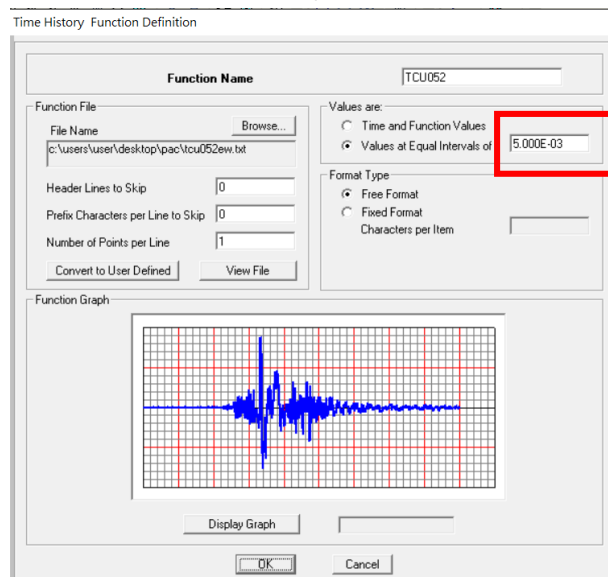 Time History Function Definition
Function Name
TCU052
Function File
File Name
Browse...
c:\users\user\desktop\pac\tcu052ew.txt
Header Lines to Skip
0
Prefix Characters per Line to Skip
0
Number of Points per Line
1
Convert to User Defined
View File
Values are:
Time and Function Values
Values at Equal Intervals of
5.000E-03
Format Type
Free Format
Fixed Format
Characters per Item
Function Graph
Display Graph
OK
Cancel